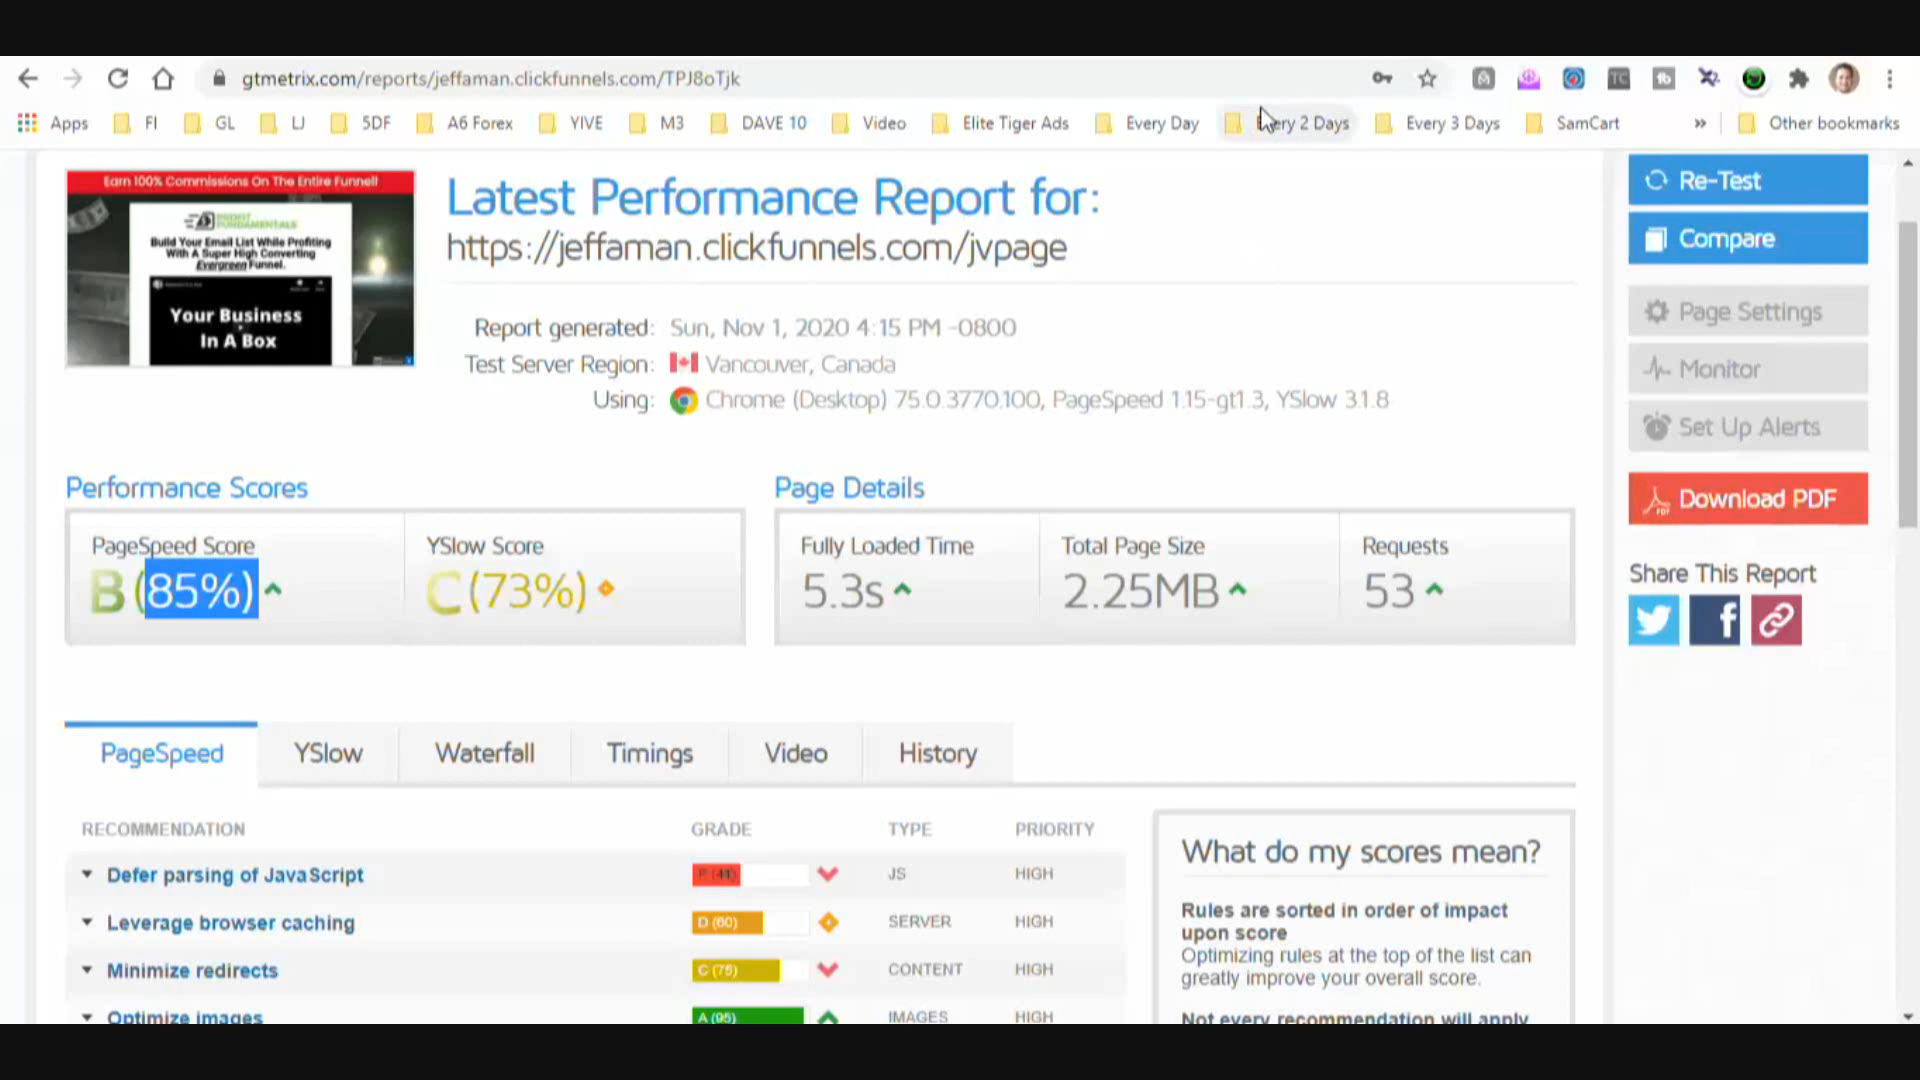 gtmetrix.com/reports/jeffaman.clickfunnels.com/TPJ8oTjk
Apps FI GL LJ 5DF A6 Forex YIVE M3 DAVE 10 Video Elite Tiger Ads Every Day Every 2 Days Every 3 Days SamCart » Other bookmarks
Earn 100% Commissions On The Entire Funnel!
FUNDAMENTALS
Build Your Email List While Profiting
With A Super High Converting
Evergreen Funnel.
Your Business
In A Box
Latest Performance Report for:
https://jeffaman.clickfunnels.com/jvpage
Report generated: Sun, Nov 1, 2020 4:15 PM -0800
Test Server Region: Vancouver, Canada
Using: Chrome (Desktop) 75.0.3770.100, PageSpeed 1.15-gt1.3, YSlow 3.1.8
Re-Test
Compare
Page Settings
Monitor
Set Up Alerts
Download PDF
Share This Report
Performance Scores
PageSpeed Score
B (85%)
YSlow Score
C (73%)
Page Details
Fully Loaded Time
5.3s
Total Page Size
2.25MB
Requests
53
PageSpeed YSlow Waterfall Timings Video History
RECOMMENDATION GRADE TYPE PRIORITY
Defer parsing of JavaScript JS HIGH
Leverage browser caching D (60) SERVER HIGH
Minimize redirects C (75) CONTENT HIGH
Optimize images A (95) IMAGES HIGH
What do my scores mean?
Rules are sorted in order of impact
upon score
Optimizing rules at the top of the list can
greatly improve your overall score.
Not every recommendation will apply